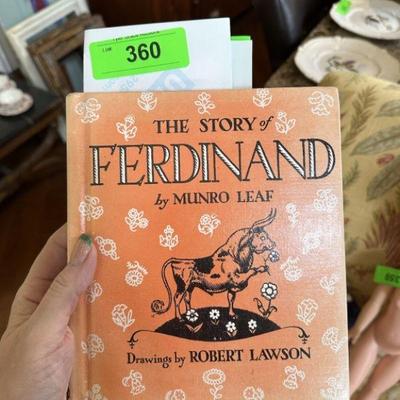 360
THE STORY of
FERDINAND
by MUNRO LEAF
Drawings by ROBERT LAWSON